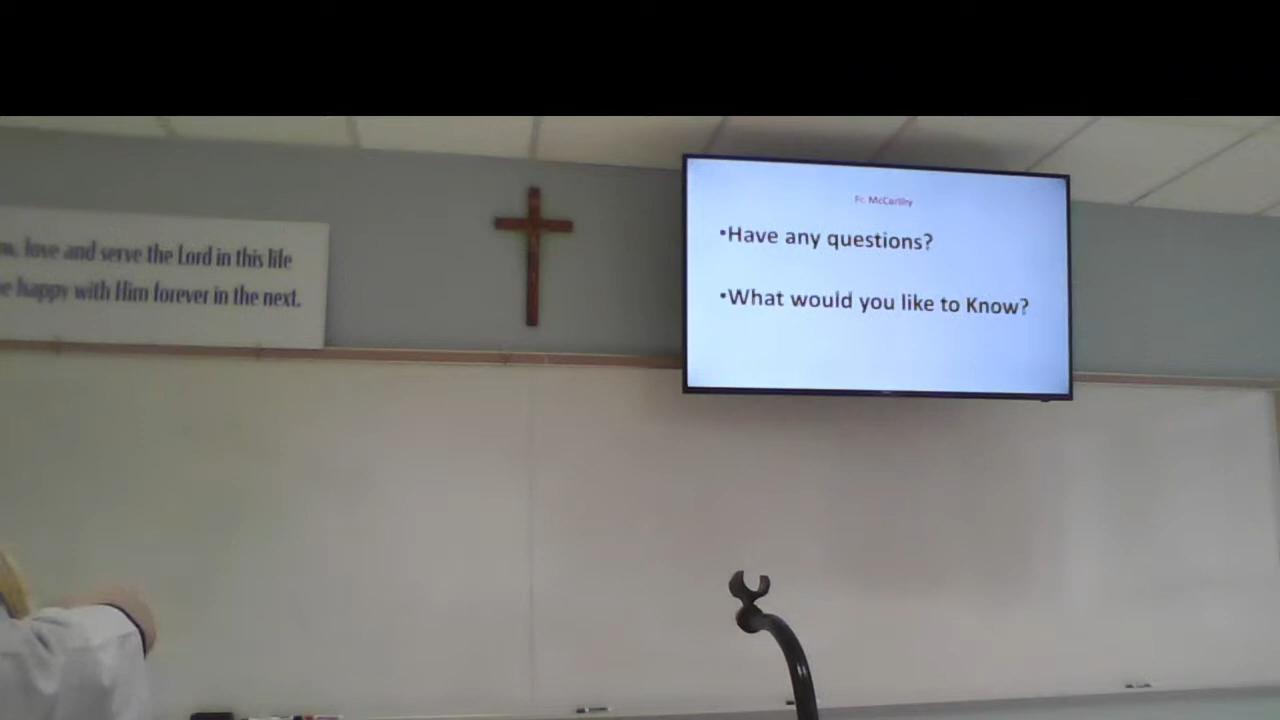 love and serve the Lord in this life
happy with Him forever in the next.
Fr. McCarthy
•Have any questions?
•What would you like to Know?